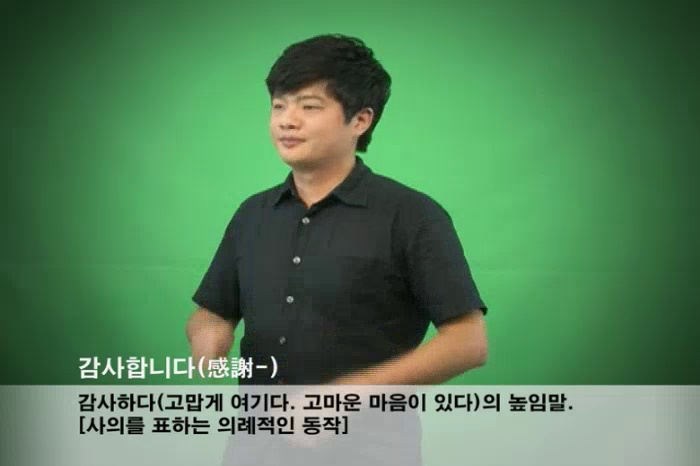 감사합니다(感謝-)
감사하다(고맙게 여기다. 고마운 마음이 있다)의 높임말.
[사의를 표하는 의례적인 동작]